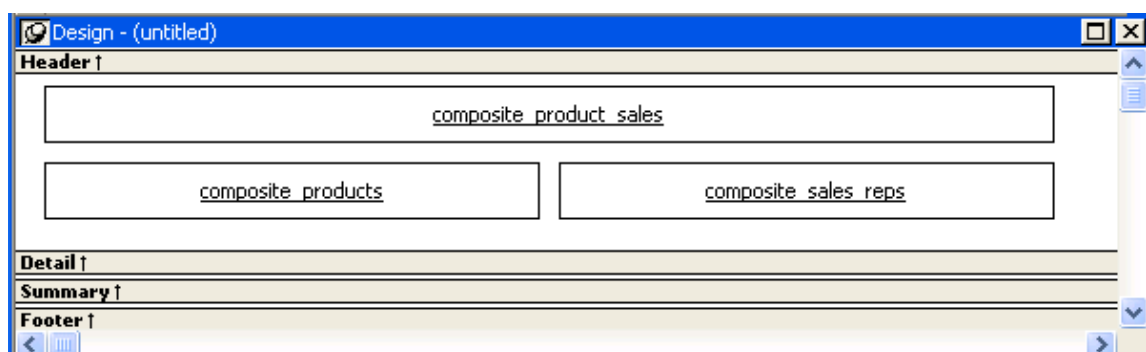 Design - (untitled)
Header ↑
composite_product_sales
composite_products composite_sales_reps
Detail ↑
Summary ↑
Footer ↑